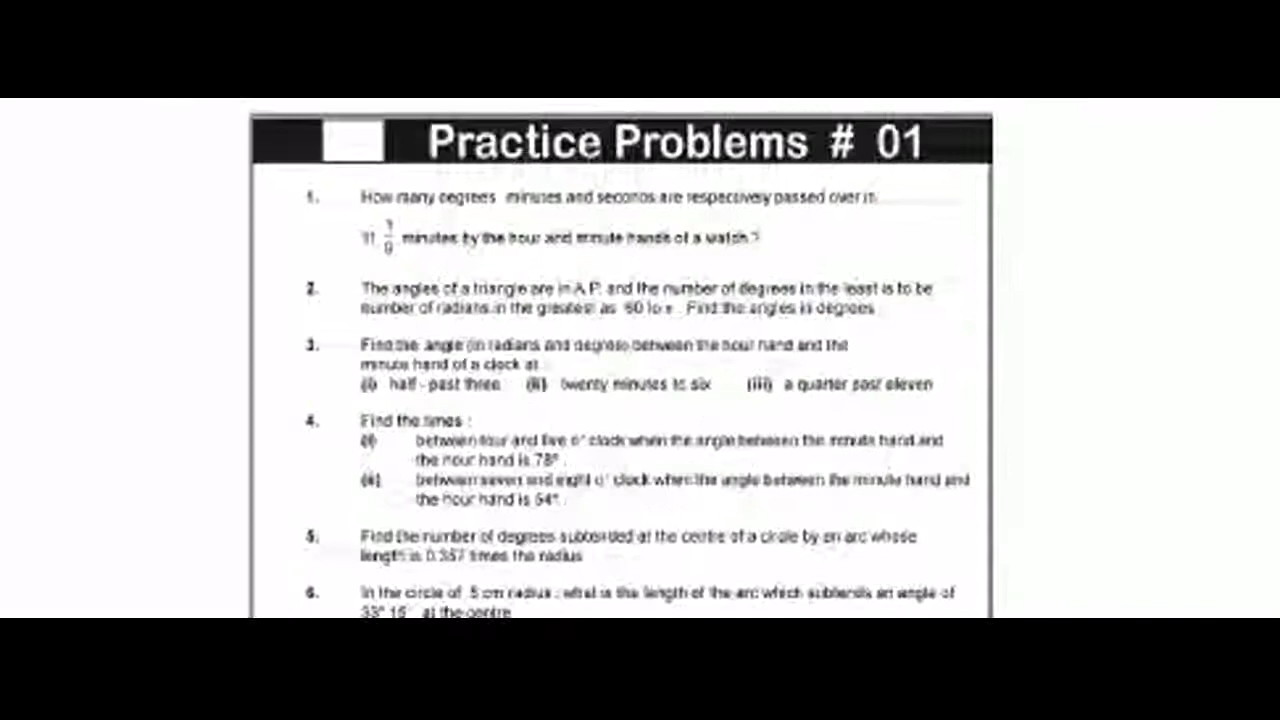 Practice Problems # 01
1. How many degrees minutes and seconds are respectively passed over in
11 1/9 minutes by the hour and minute hands of a watch ?
2. The angles of a triangle are in A.P. and the number of degrees in the least is to be
number of radians in the greatest as 60 to π. Find the angles in degrees
3. Find the angle (in radians and degree) between the hour hand and the
minute hand of a clock at
(i) half - past three (ii) twenty minutes to six (iii) a quarter past eleven
4. Find the times :
(i) between four and five o' clock when the angle between the minute hand and
the hour hand is 78°.
(ii) between seven and eight o' clock when the angle between the minute hand and
the hour hand is 54°.
5. Find the number of degrees subtended at the centre of a circle by an arc whose
length is 0.357 times the radius
6. In the circle of 5 cm radius, what is the length of the arc which subtends an angle of
33° 15' at the centre